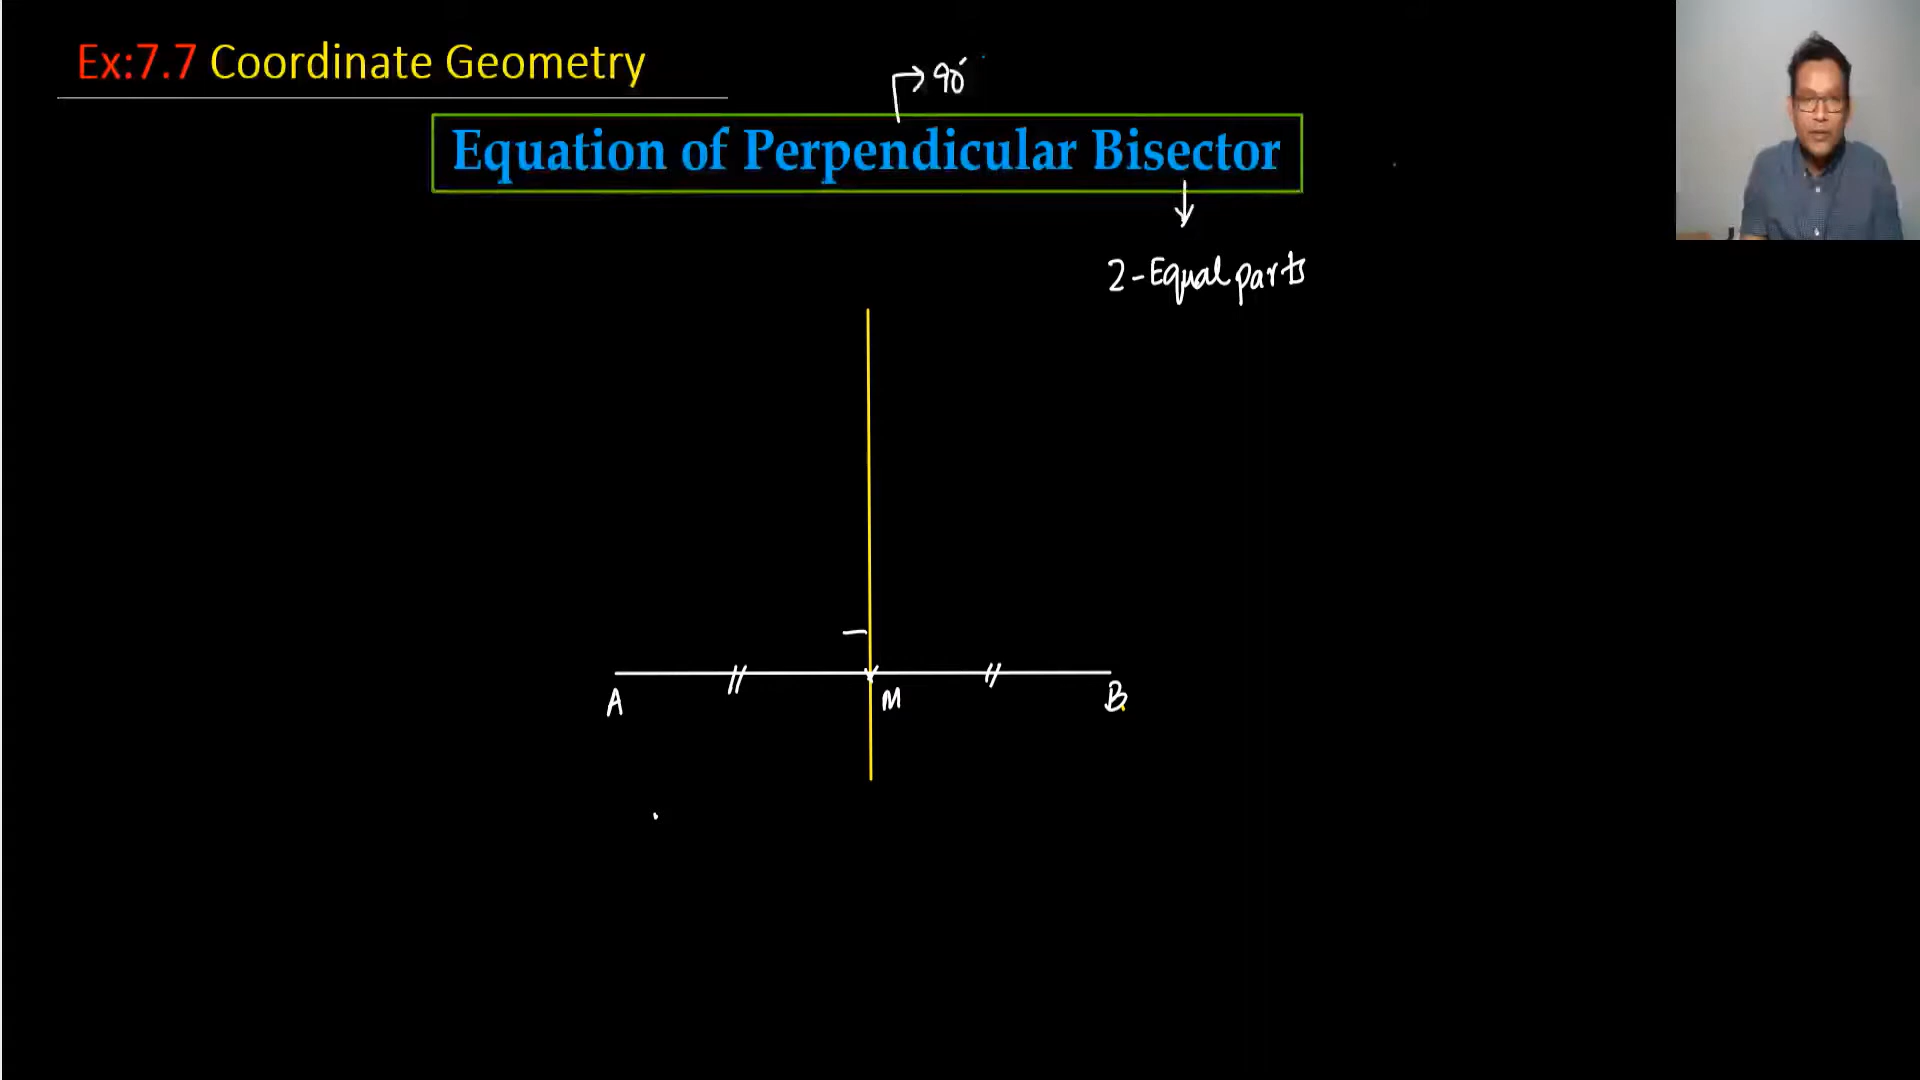 Ex:7.7 Coordinate Geometry
90°
Equation of Perpendicular Bisector
2-Equal parts
A M B